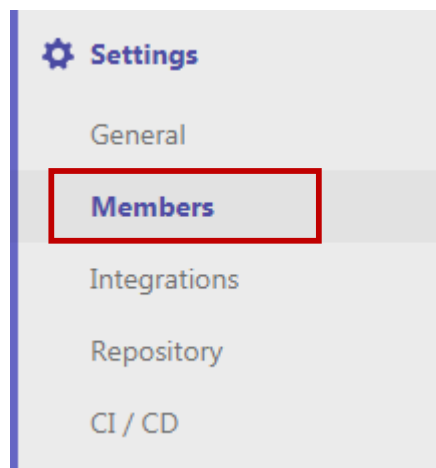 Settings
General
Members
Integrations
Repository
CI / CD